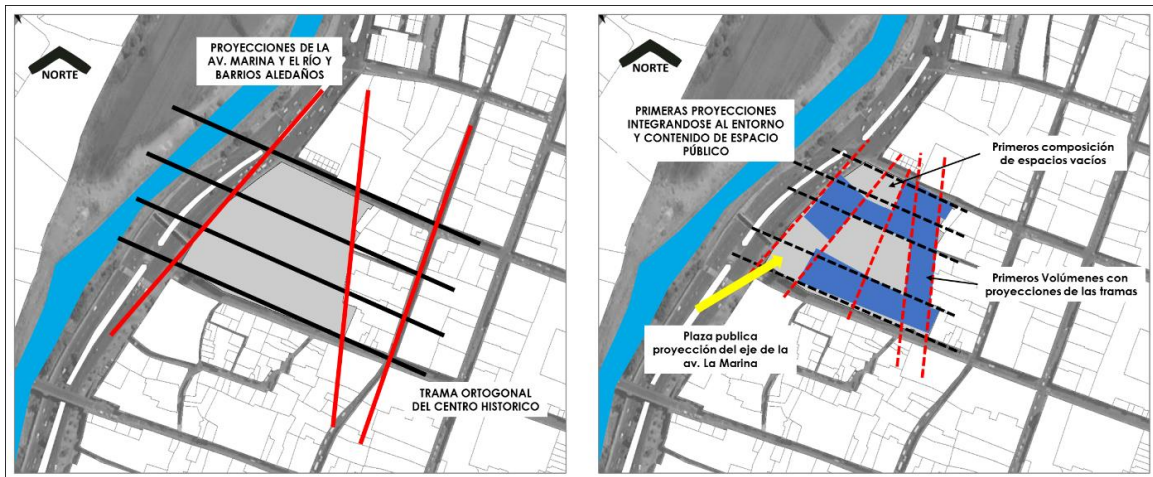 NORTE
PROYECCIONES DE LA
AV. MARINA Y EL RÍO Y
BARRIOS ALEDAÑOS
TRAMA ORTOGONAL
DEL CENTRO HISTORICO
NORTE
PRIMERAS PROYECCIONES
INTEGRANDOSE AL ENTORNO
Y CONTENIDO DE ESPACIO
PÚBLICO
Primeros composición
de espacios vacíos
Primeros Volúmenes con
proyecciones de las tramas
Plaza publica
proyección del eje de la
av. La Marina